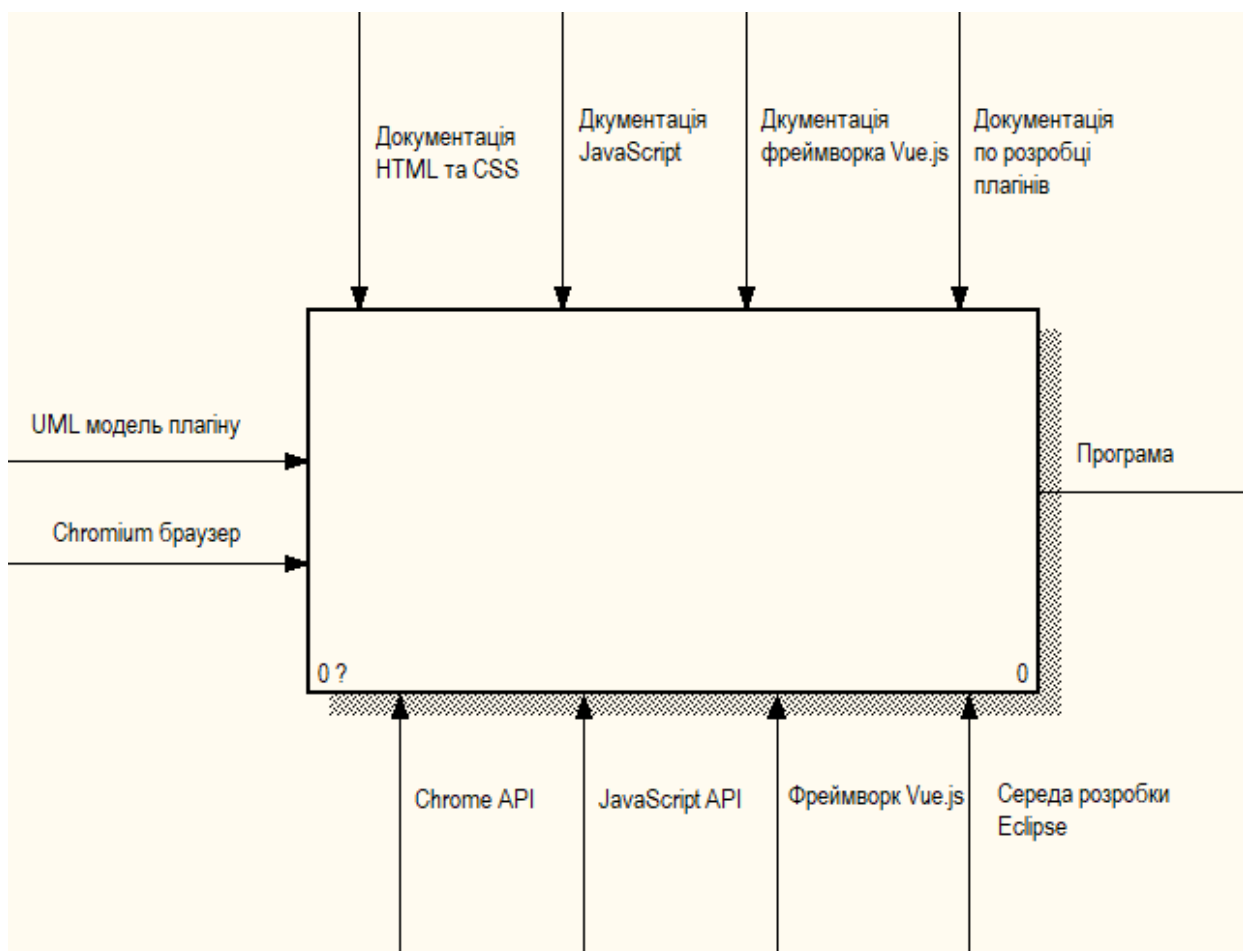 Документація
HTML та CSS
Дкументація
JavaScript
Дкументація
фреймворка Vue.js
Документація
по розробці
плагінів
UML модель плагіну
Chromium браузер
Програма
0 ?
0
Chrome API
JavaScript API
Фреймворк Vue.js
Середа розробки
Eclipse